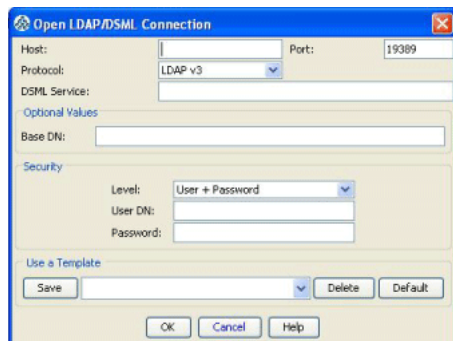 Open LDAP/DSML Connection
Host: Port: 19389
Protocol: LDAP v3
DSML Service:
Optional Values
Base DN:
Security
Level: User + Password
User DN:
Password:
Use a Template
Save Delete Default
OK Cancel Help